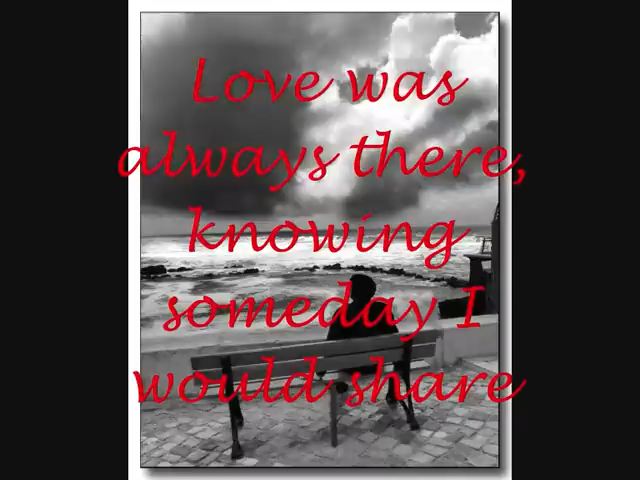 Love was
always there,
knowing
someday I
would share